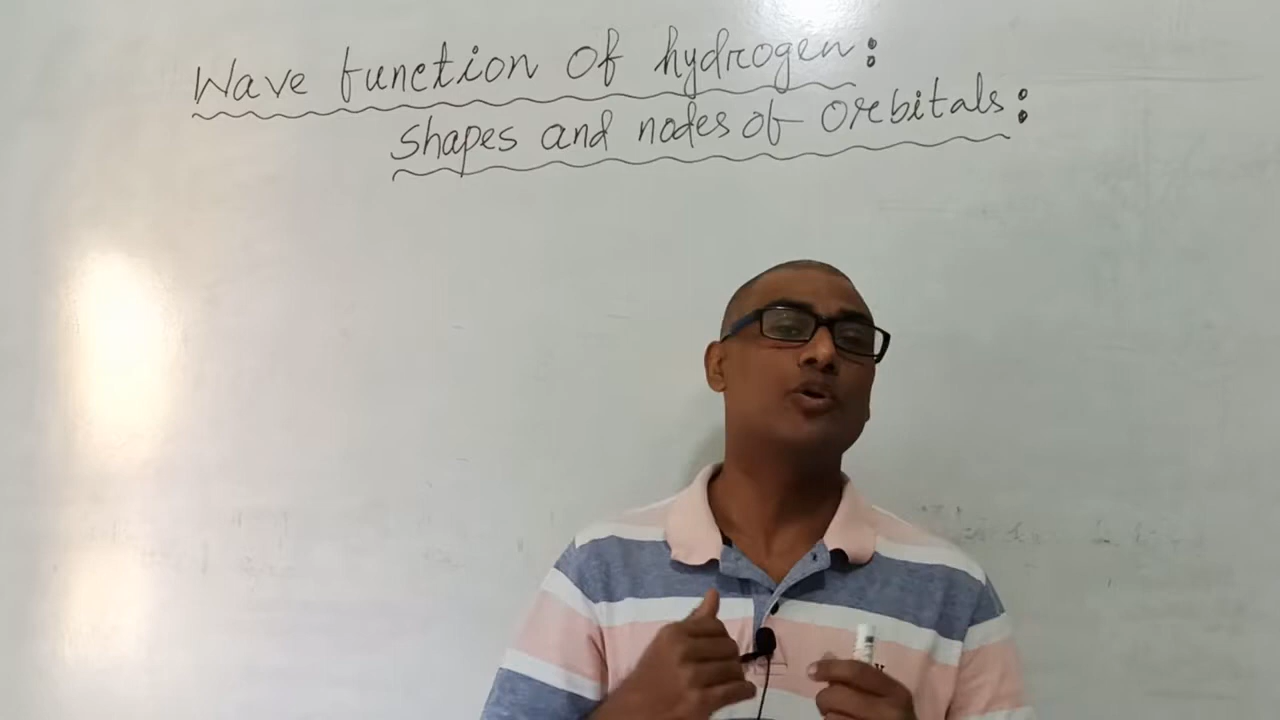 Wave function of hydrogen:
shapes and nodes of orbitals: